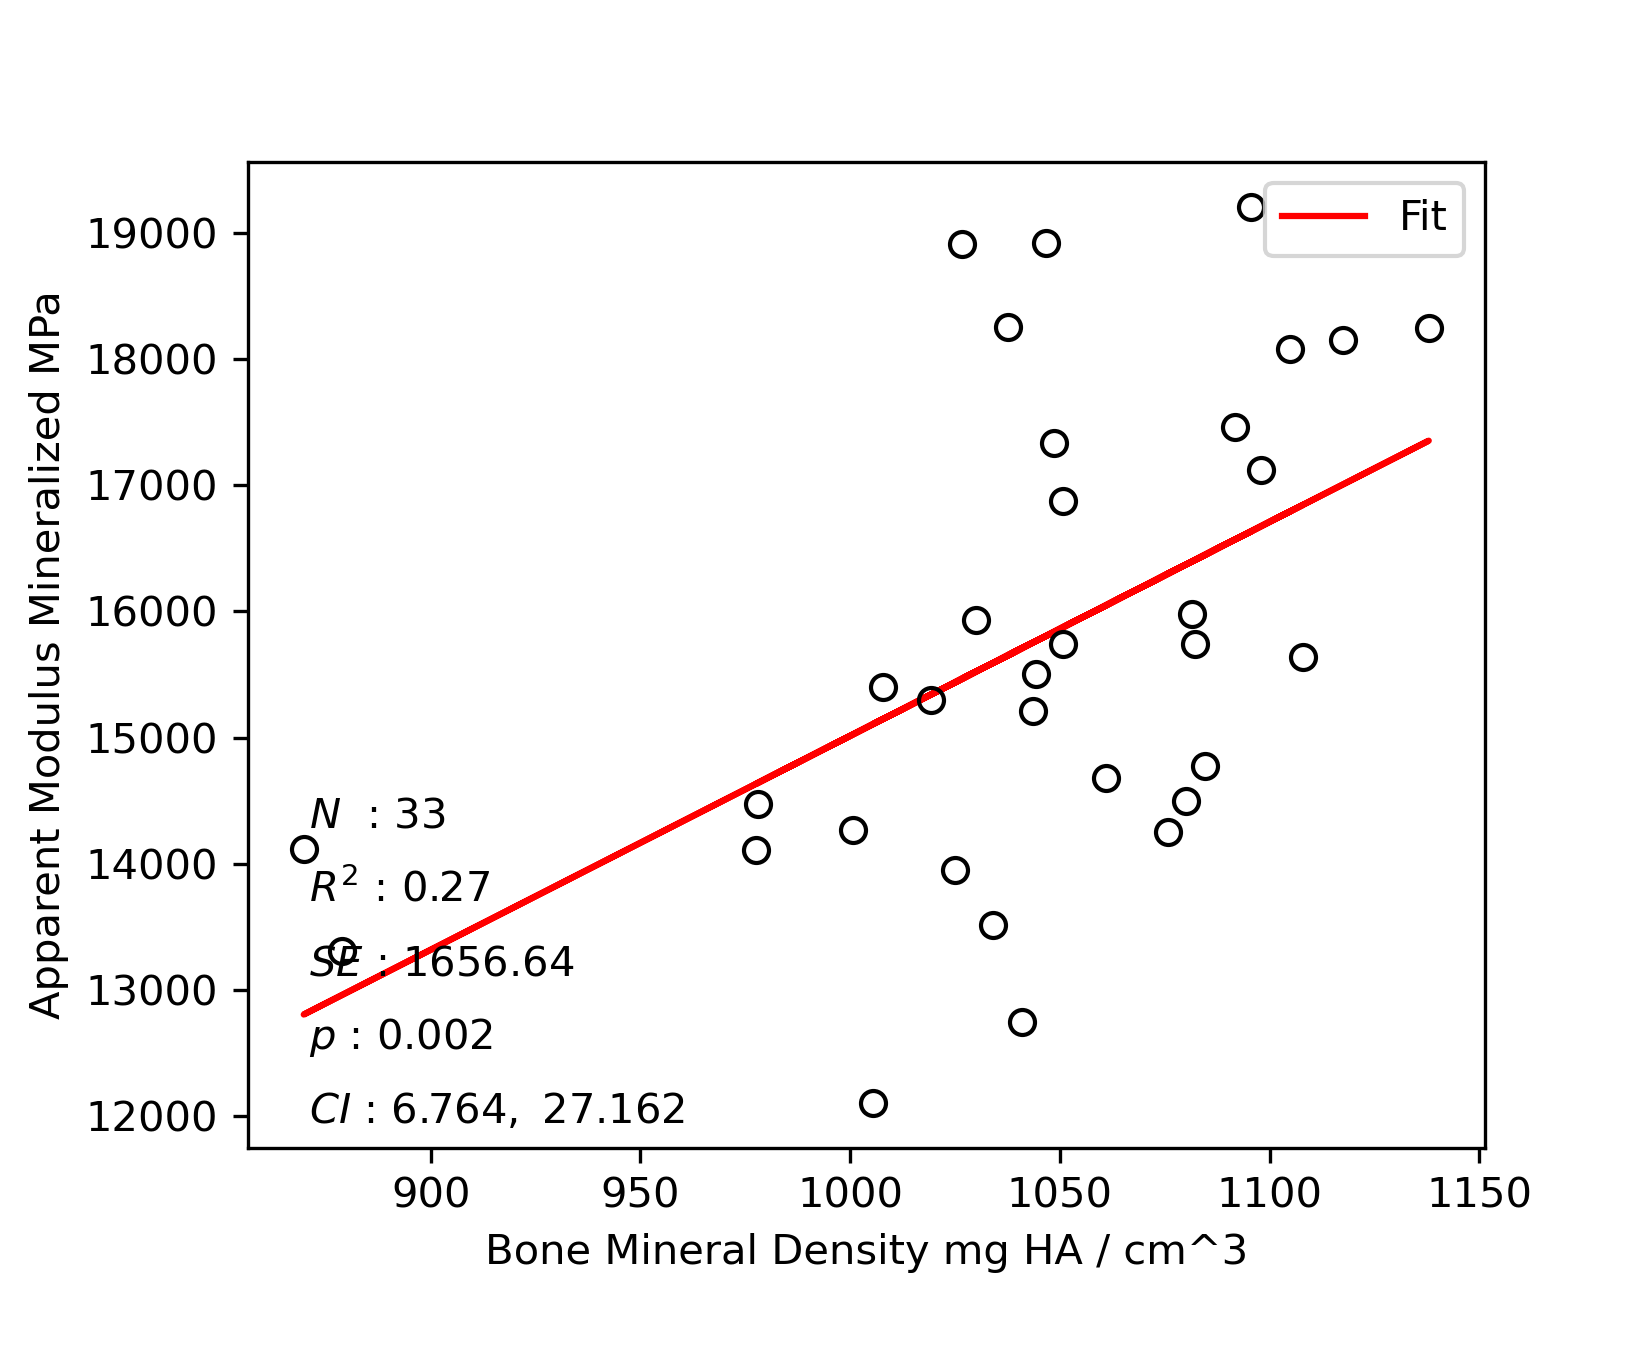 Fit
19000
18000
17000
16000
15000
14000
13000
12000
Apparent Modulus Mineralized MPa
N : 33
R² : 0.27
SE : 1656.64
p : 0.002
CI : 6.764, 27.162
900 950 1000 1050 1100 1150
Bone Mineral Density mg HA / cm^3